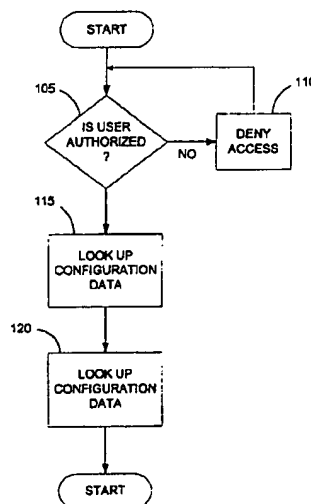 START
105
IS USER
AUTHORIZED
?
NO
110
DENY
ACCESS
115
LOOK UP
CONFIGURATION
DATA
120
LOOK UP
CONFIGURATION
DATA
START